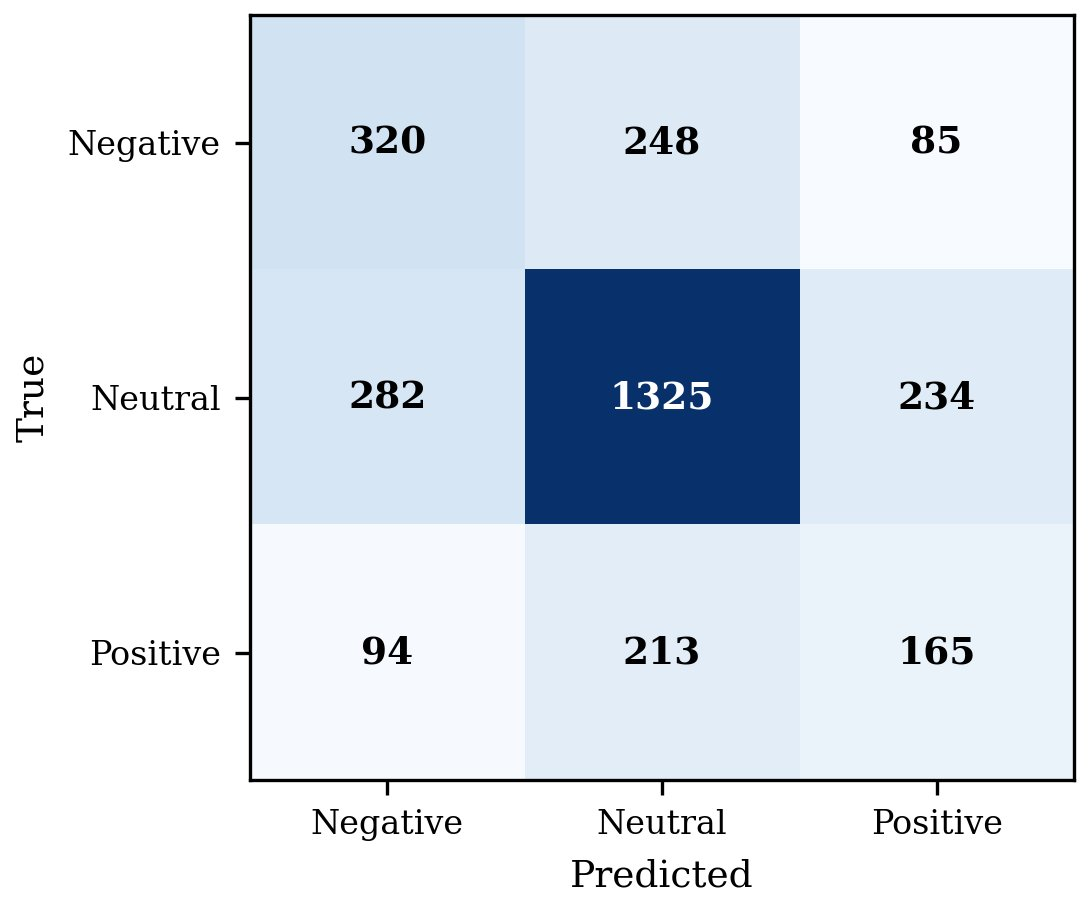 True
Negative 320 248 85
Neutral 282 1325 234
Positive 94 213 165
Negative Neutral Positive
Predicted